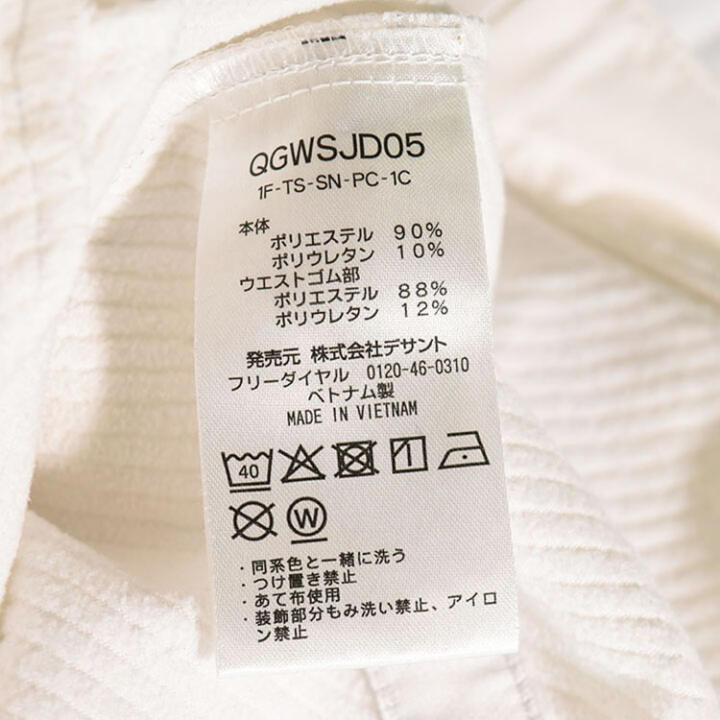 QGWSJD05
1F-TS-SN-PC-1C
本体
ポリエステル 90%
ポリウレタン 10%
ウエストゴム部
ポリエステル 88%
ポリウレタン 12%
発売元 株式会社デサント
フリーダイヤル 0120-46-0310
ベトナム製
MADE IN VIETNAM
40
W
・同系色と一緒に洗う
・つけ置き禁止
・あて布使用
・装飾部分もみ洗い禁止、アイロ
ン禁止